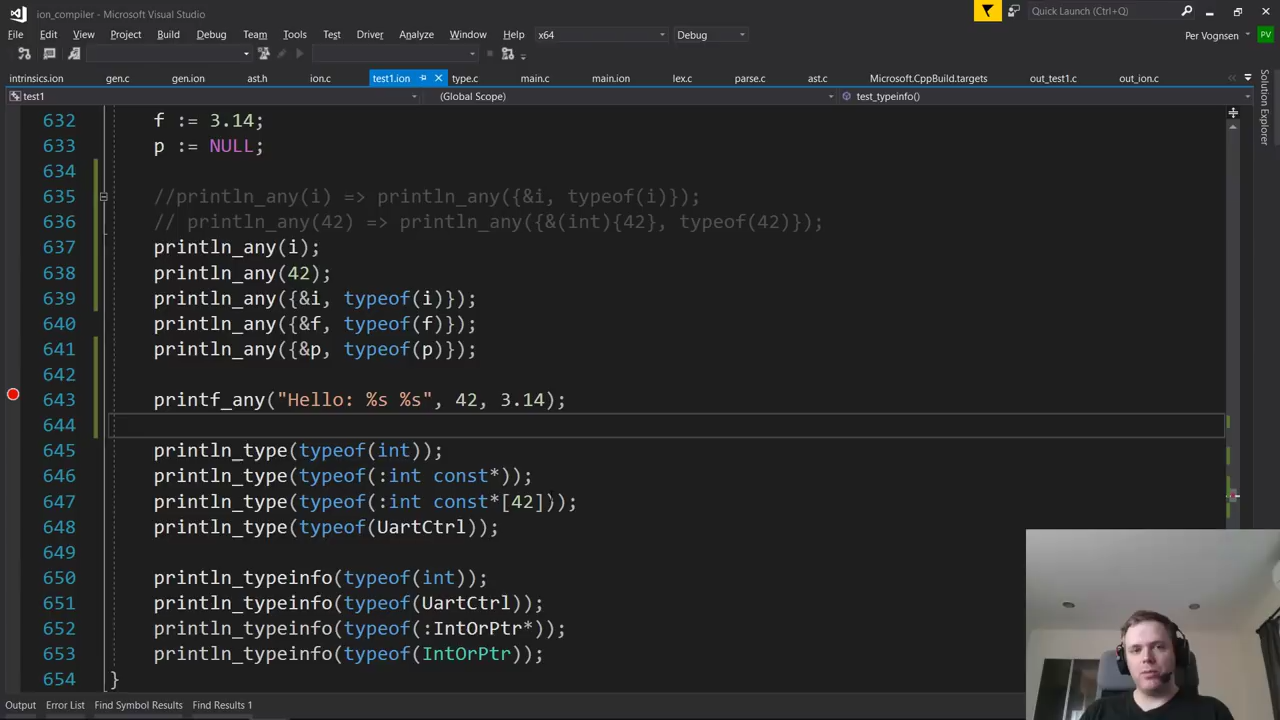 ion_compiler - Microsoft Visual Studio
Quick Launch (Ctrl+Q)
File Edit View Project Build Debug Team Tools Test Driver Analyze Window Help x64 Debug
Per Vognsen PV
intrinsics.ion gen.c gen.ion ast.h ion.c test1.ion type.c main.c main.ion lex.c parse.c ast.c Microsoft.CppBuild.targets out_test1.c out_ion.c
test1 (Global Scope) test_typeinfo()
Solution Explorer
632 f := 3.14;
633 p := NULL;
634
635 //println_any(i) => println_any({&i, typeof(i)});
636 // println_any(42) => println_any({&(int){42}, typeof(42)});
637 println_any(i);
638 println_any(42);
639 println_any({&i, typeof(i)});
640 println_any({&f, typeof(f)});
641 println_any({&p, typeof(p)});
642
643 printf_any("Hello: %s %s", 42, 3.14);
644
645 println_type(typeof(int));
646 println_type(typeof(:int const*));
647 println_type(typeof(:int const*[42]));
648 println_type(typeof(UartCtrl));
649
650 println_typeinfo(typeof(int));
651 println_typeinfo(typeof(UartCtrl));
652 println_typeinfo(typeof(:IntOrPtr*));
653 println_typeinfo(typeof(IntOrPtr));
654 }
Output Error List Find Symbol Results Find Results 1